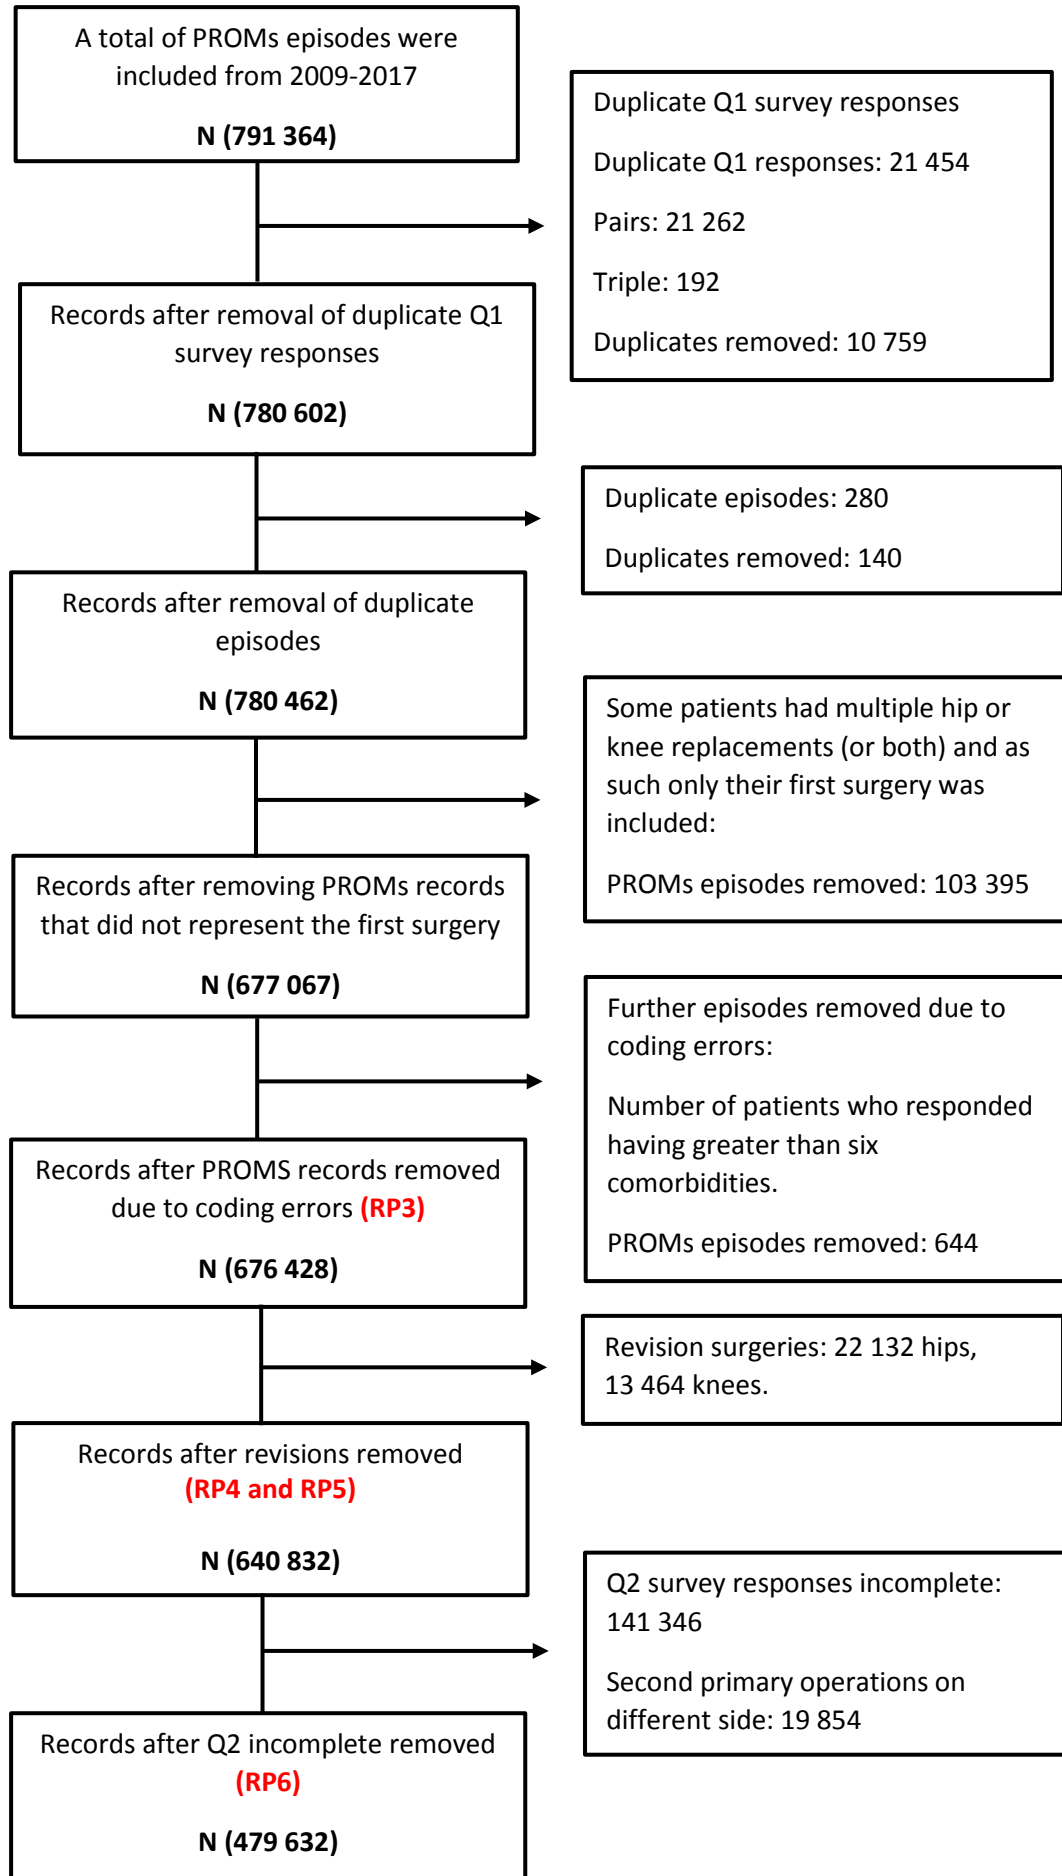 A total of PROMs episodes were
included from 2009-2017
N (791 364)
Duplicate Q1 survey responses
Duplicate Q1 responses: 21 454
Pairs: 21 262
Triple: 192
Duplicates removed: 10 759
Records after removal of duplicate Q1
survey responses
N (780 602)
Duplicate episodes: 280
Duplicates removed: 140
Records after removal of duplicate
episodes
N (780 462)
Some patients had multiple hip or
knee replacements (or both) and as
such only their first surgery was
included:
PROMs episodes removed: 103 395
Records after removing PROMs records
that did not represent the first surgery
N (677 067)
Further episodes removed due to
coding errors:
Number of patients who responded
having greater than six
comorbidities.
PROMs episodes removed: 644
Records after PROMS records removed
due to coding errors (RP3)
N (676 428)
Revision surgeries: 22 132 hips,
13 464 knees.
Records after revisions removed
(RP4 and RP5)
N (640 832)
Q2 survey responses incomplete:
141 346
Second primary operations on
different side: 19 854
Records after Q2 incomplete removed
(RP6)
N (479 632)